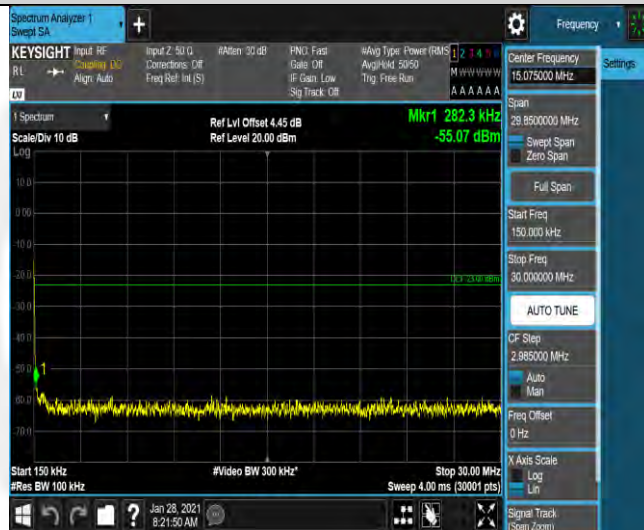 Spectrum Analyzer 1
Swept SA
Frequency
KEYSIGHT
Input: RF
Coupling: DC
Align: Auto
Input Z: 50 Ω
Corrections: Off
Freq Ref: Int (S)
#Atten: 30 dB
PNO: Fast
Gate: Off
IF Gain: Low
Sig Track: Off
#Avg Type: Power (RMS
Avg|Hold: 50/50
Trig: Free Run
1 2 3 4 5 6
M W W W W W
A A A A A A
RL
LXI
1 Spectrum
Scale/Div 10 dB
Log
Ref Lvl Offset 4.45 dB
Ref Level 20.00 dBm
Mkr1 282.3 kHz
-55.07 dBm
10.0
0.00
-10.0
-20.0
DL1 -23.00 dBm
-30.0
-40.0
-50.0
1
-60.0
-70.0
Start 150 kHz
#Res BW 100 kHz
#Video BW 300 kHz*
Stop 30.00 MHz
Sweep 4.00 ms (30001 pts)
Jan 28, 2021
8:21:50 AM
Center Frequency
15.075000 MHz
Settings
Span
29.8500000 MHz
Swept Span
Zero Span
Full Span
Start Freq
150.000 kHz
Stop Freq
30.000000 MHz
AUTO TUNE
CF Step
2.985000 MHz
Auto
Man
Freq Offset
0 Hz
X Axis Scale
Log
Lin
Signal Track
(Span Zoom)